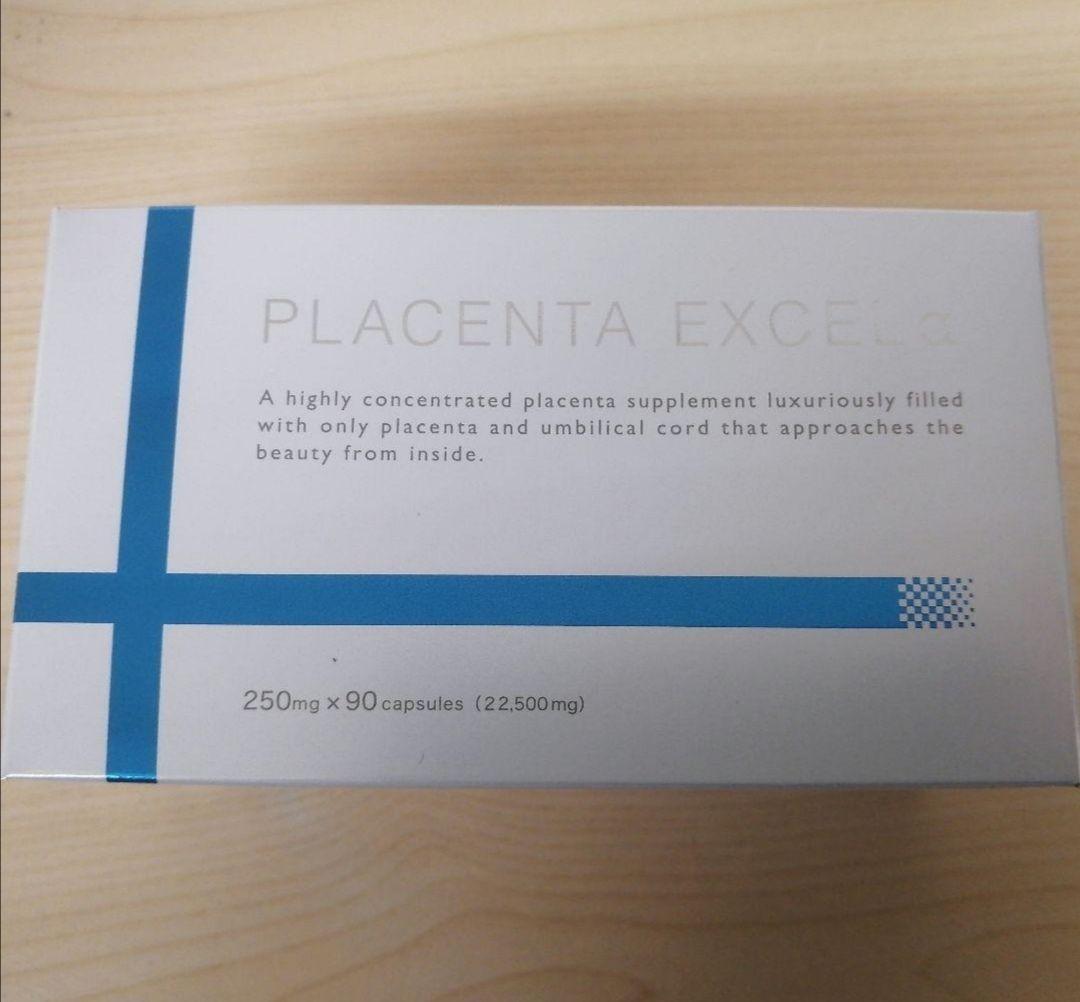 PLACENTA EXCEL α
A highly concentrated placenta supplement luxuriously filled
with only placenta and umbilical cord that approaches the
beauty from inside.
250mg × 90 capsules (22,500mg)